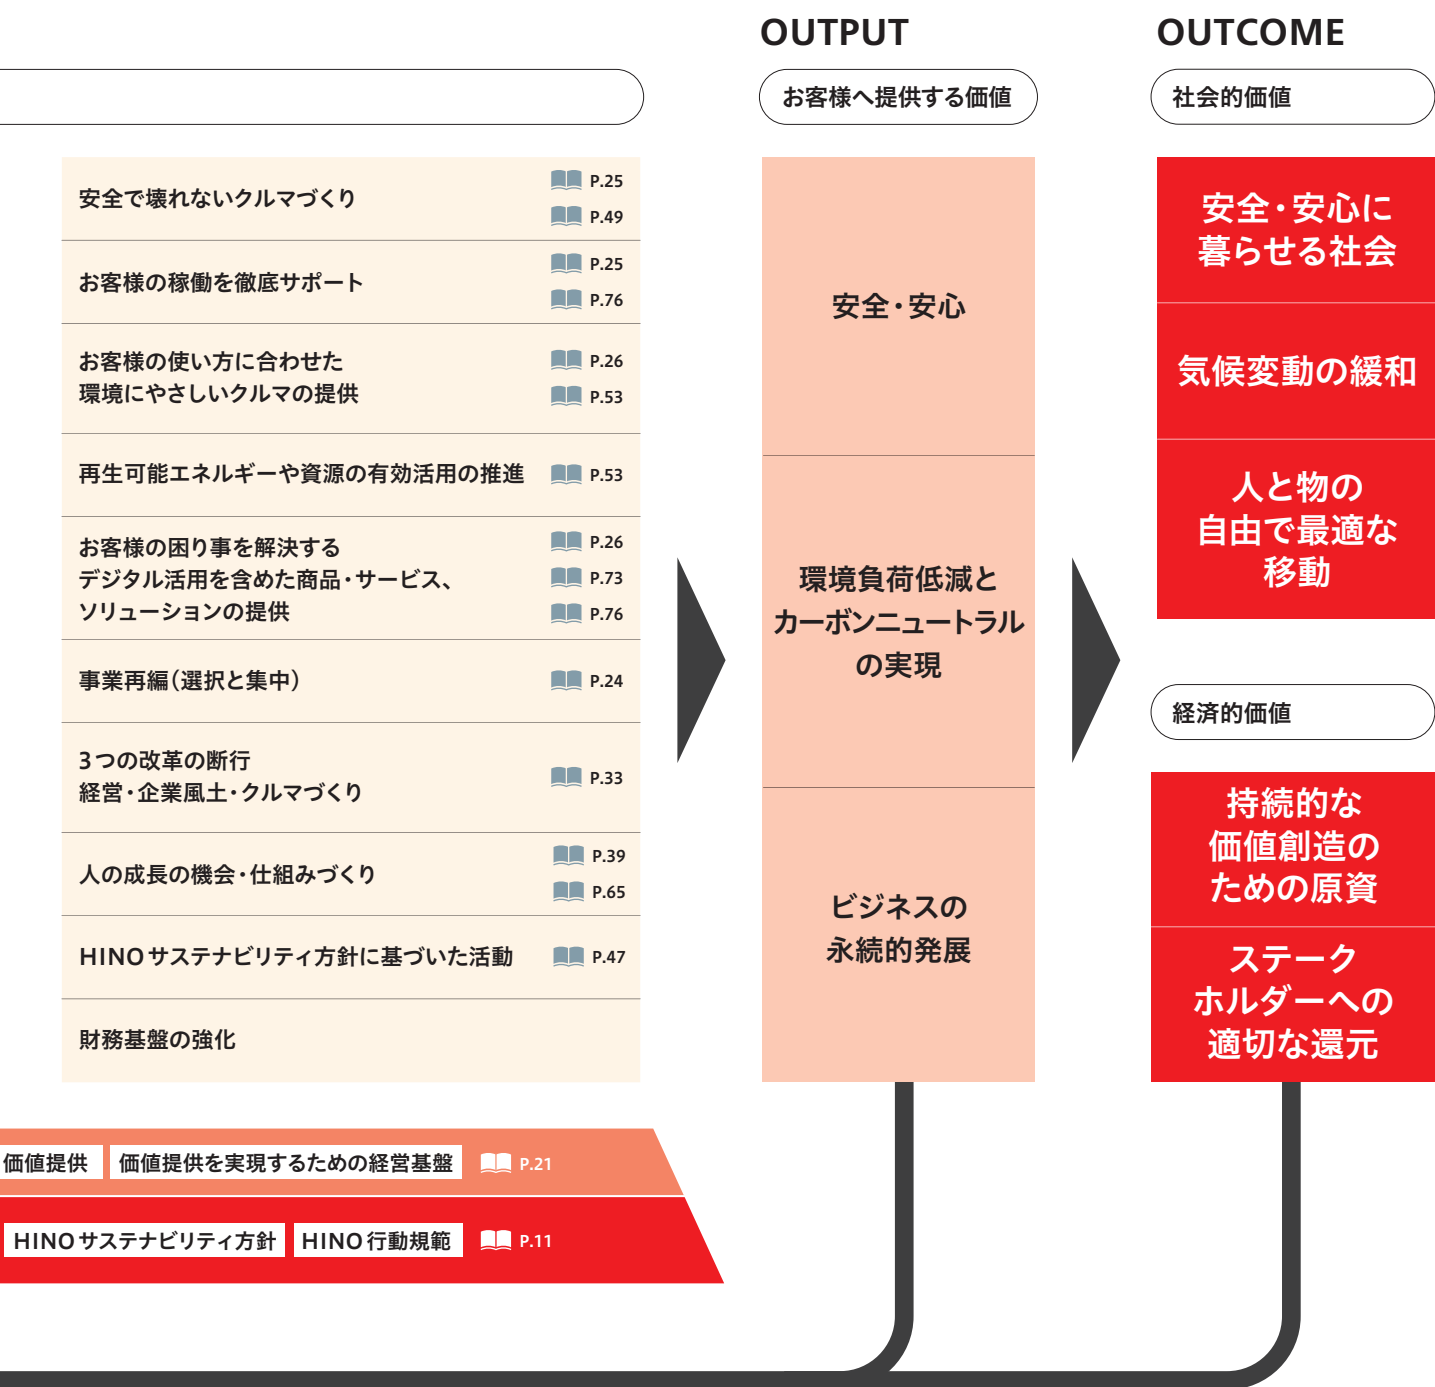 OUTPUT
お客様へ提供する価値
OUTCOME
社会的価値
安全で壊れないクルマづくり
P.25
P.49
お客様の稼働を徹底サポート
P.25
P.76
お客様の使い方に合わせた
環境にやさしいクルマの提供
P.26
P.53
再生可能エネルギーや資源の有効活用の推進
P.53
お客様の困り事を解決する
デジタル活用を含めた商品・サービス、
ソリューションの提供
P.26
P.73
P.76
事業再編（選択と集中）
P.24
3つの改革の断行
経営・企業風土・クルマづくり
P.33
人の成長の機会・仕組みづくり
P.39
P.65
HINOサステナビリティ方針に基づいた活動
P.47
財務基盤の強化
安全・安心
環境負荷低減と
カーボンニュートラル
の実現
ビジネスの
永続的発展
安全・安心に
暮らせる社会
気候変動の緩和
人と物の
自由で最適な
移動
経済的価値
持続的な
価値創造の
ための原資
ステーク
ホルダーへの
適切な還元
価値提供
価値提供を実現するための経営基盤
P.21
HINOサステナビリティ方針
HINO行動規範
P.11